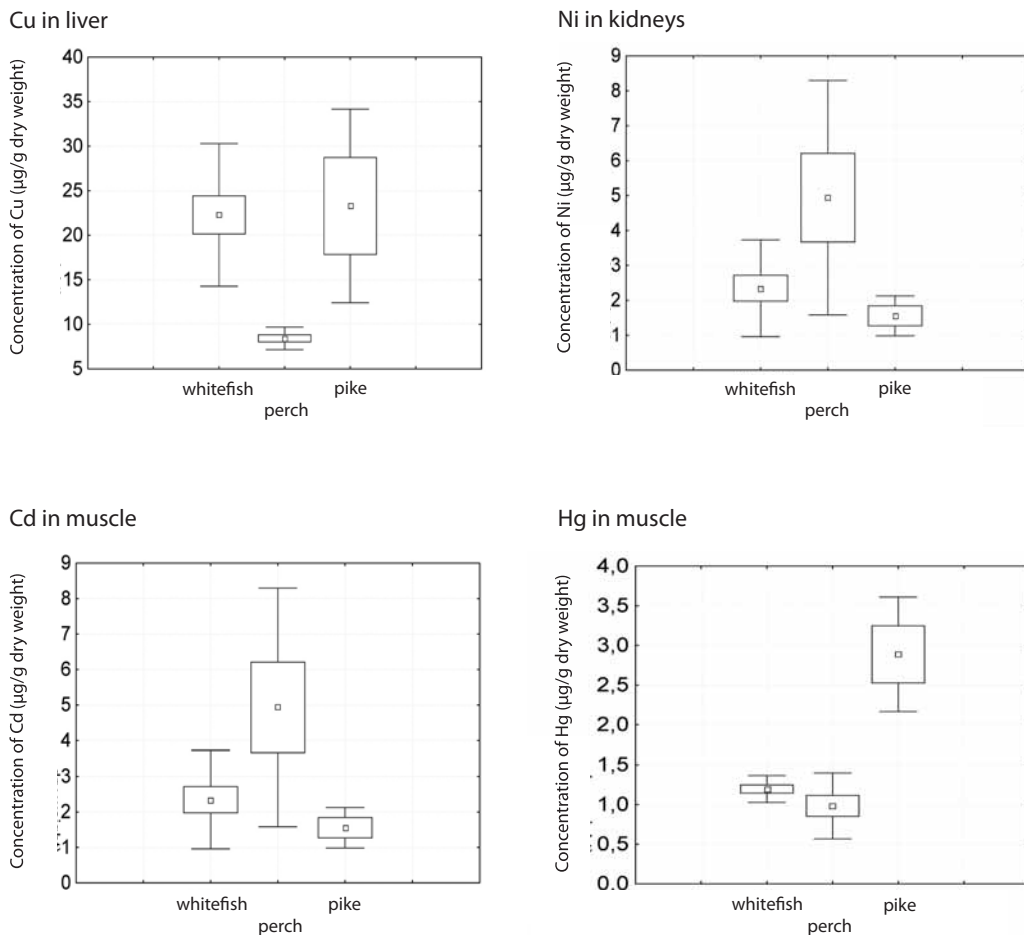 Cu in liver
Concentration of Cu (µg/g dry weight)
40
35
30
25
20
15
10
5
whitefish
perch
pike
Ni in kidneys
Concentration of Ni (µg/g dry weight)
9
8
7
6
5
4
3
2
1
0
whitefish
perch
pike
Cd in muscle
Concentration of Cd (µg/g dry weight)
9
8
7
6
5
4
3
2
1
0
whitefish
perch
pike
Hg in muscle
Concentration of Hg (µg/g dry weight)
4,0
3,5
3,0
2,5
2,0
1,5
1,0
0,5
0,0
whitefish
perch
pike